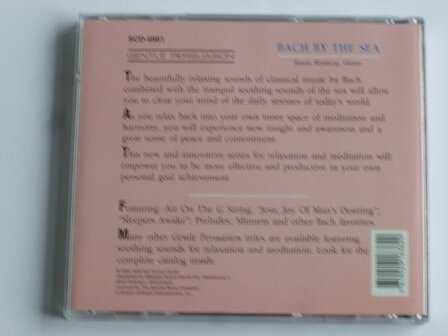 GENTLE PERSUASION
BACH BY THE SEA
Guitar
The beautifully relaxing sounds of classical music by Bach
combined with the tranquil soothing sounds of the sea will allow
you to clear your mind of the daily stresses of today's world.
As you relax back into your own inner space of meditation and
harmony, you will experience new insight and awareness and a
great sense of peace and contentment.
This new and innovative series for relaxation and meditation will
empower you to be more effective and productive in your own
personal goal achievement.
Featuring: Air On The G String; "Jesu, Joy Of Man's Desiring";
"Sleepers Awake"; Preludes, Minuets and other Bach favorites.
Many other Gentle Persuasion titles are available featuring
soothing sounds for relaxation and meditation. Look for the
complete catalog inside.